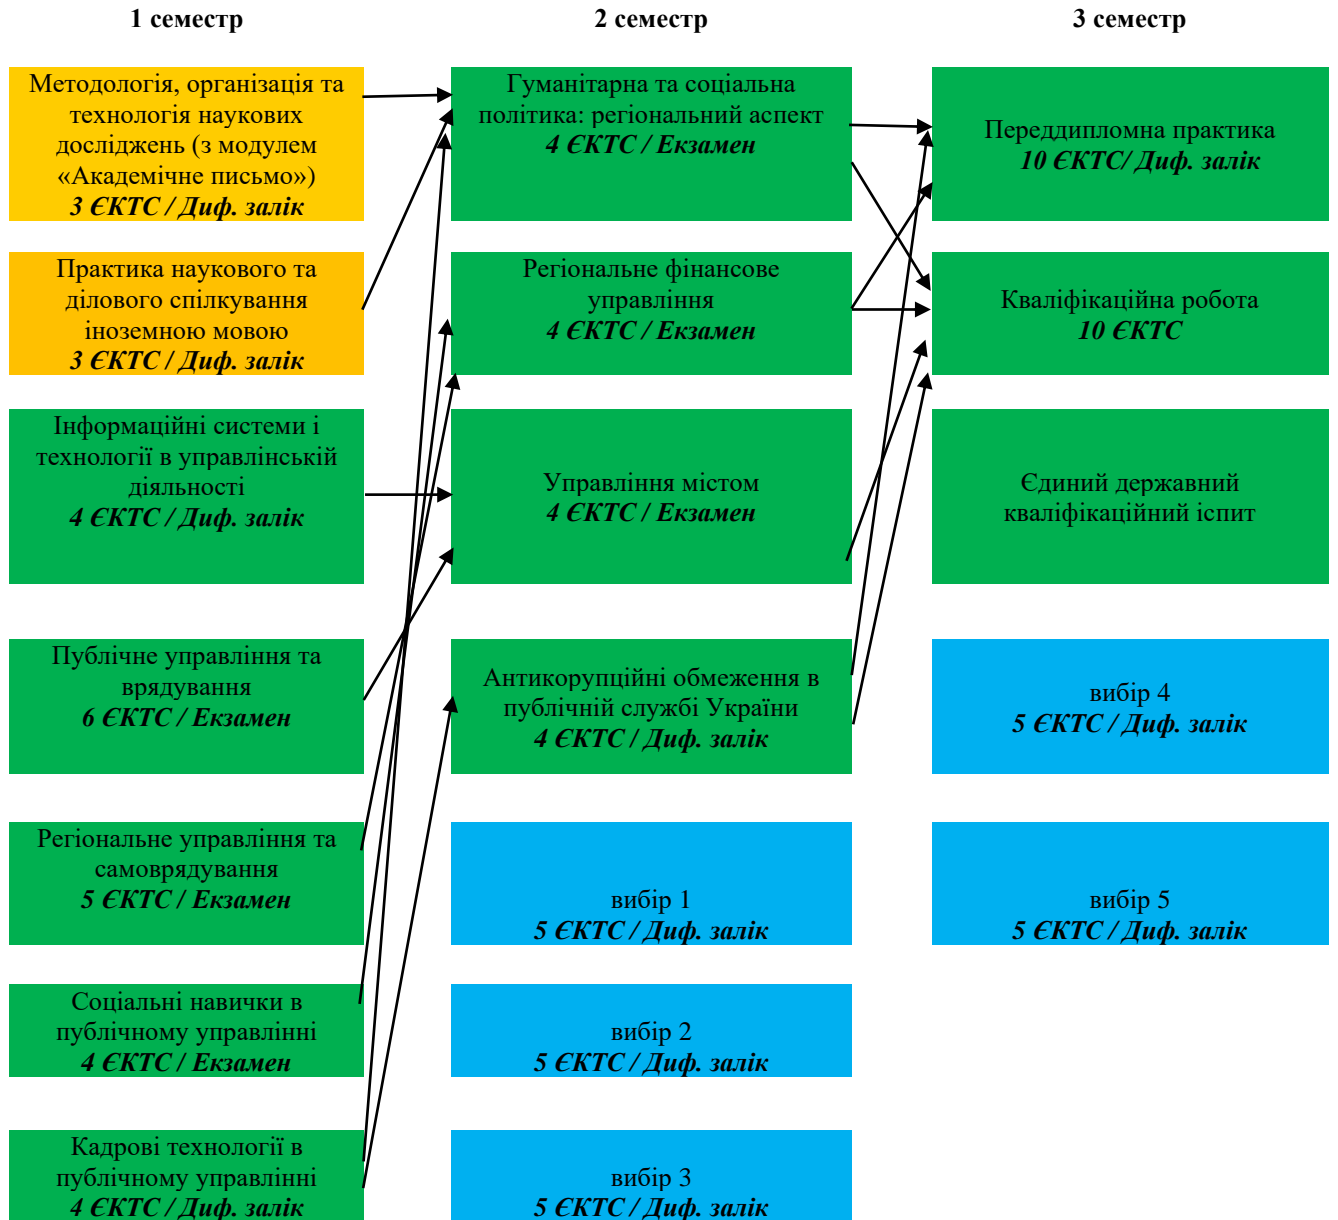 1 семестр
2 семестр
3 семестр
Методологія, організація та
технологія наукових
досліджень (з модулем
«Академічне письмо»)
3 ЄКТС / Диф. залік
Гуманітарна та соціальна
політика: регіональний аспект
4 ЄКТС / Екзамен
Переддипломна практика
10 ЄКТС/ Диф. залік
Практика наукового та
ділового спілкування
іноземною мовою
3 ЄКТС / Диф. залік
Регіональне фінансове
управління
4 ЄКТС / Екзамен
Кваліфікаційна робота
10 ЄКТС
Інформаційні системи і
технології в управлінській
діяльності
4 ЄКТС / Диф. залік
Управління містом
4 ЄКТС / Екзамен
Єдиний державний
кваліфікаційний іспит
Публічне управління та
врядування
6 ЄКТС / Екзамен
Антикорупційні обмеження в
публічній службі України
4 ЄКТС / Диф. залік
вибір 4
5 ЄКТС / Диф. залік
Регіональне управління та
самоврядування
5 ЄКТС / Екзамен
вибір 1
5 ЄКТС / Диф. залік
вибір 5
5 ЄКТС / Диф. залік
Соціальні навички в
публічному управлінні
4 ЄКТС / Екзамен
вибір 2
5 ЄКТС / Диф. залік
Кадрові технології в
публічному управлінні
4 ЄКТС / Диф. залік
вибір 3
5 ЄКТС / Диф. залік